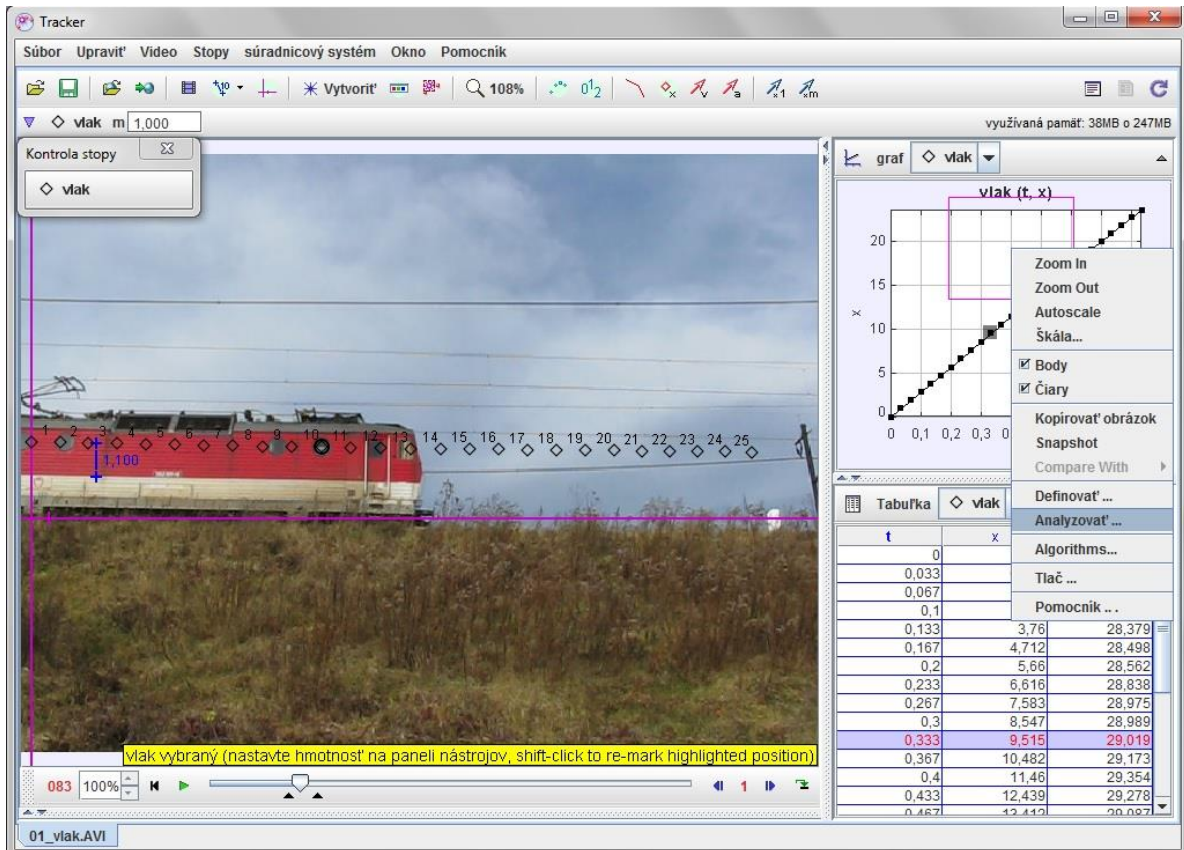 Tracker
Súbor Upraviť Video Stopy súradnicový systém Okno Pomocník
Vytvoriť 108%
vlak m 1,000 využívaná pamäť: 38MB o 247MB
Kontrola stopy
vlak
graf vlak
vlak (t, x)
20
15
10
5
0
x
0 0,1 0,2 0,3
Zoom In
Zoom Out
Autoscale
Škála...
Body
Čiary
Kopirovať obrázok
Snapshot
Compare With
Definovať ...
Analyzovať ...
Algorithms...
Tlač ...
Pomocník .. .
1 2 3 4 5 6 7 8 9 10 11 12 13 14 15 16 17 18 19 20 21 22 23 24 25
1,100
Tabuľka vlak
t x
0
0,033
0,067
0,1
0,133 3,76 28,379
0,167 4,712 28,498
0,2 5,66 28,562
0,233 6,616 28,838
0,267 7,583 28,975
0,3 8,547 28,989
0,333 9,515 29,019
0,367 10,482 29,173
0,4 11,46 29,354
0,433 12,439 29,278
0,467 13,412 29,087
vlak vybraný (nastavte hmotnosť na paneli nástrojov, shift-click to re-mark highlighted position)
083 100% 1
01_vlak.AVI